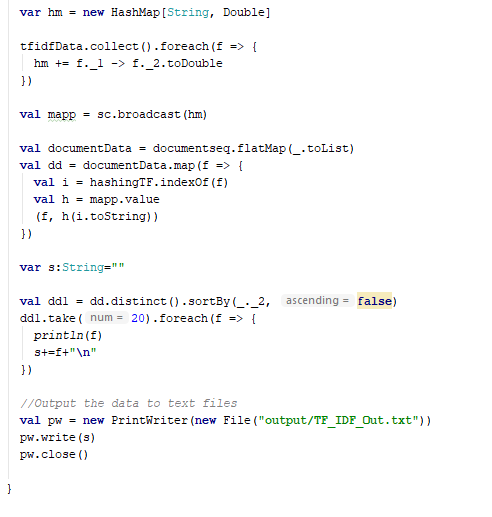 var hm = new HashMap[String, Double]
tfidfData.collect().foreach(f => {
hm += f._1 -> f._2.toDouble
})
val mapp = sc.broadcast(hm)
val documentData = documentseq.flatMap(_.toList)
val dd = documentData.map(f => {
val i = hashingTF.indexOf(f)
val h = mapp.value
(f, h(i.toString))
})
var s:String=""
val dd1 = dd.distinct().sortBy(_._2, ascending = false)
dd1.take( num = 20).foreach(f => {
println(f)
s+=f+"\n"
})
//Output the data to text files
val pw = new PrintWriter(new File("output/TF_IDF_Out.txt"))
pw.write(s)
pw.close()
}